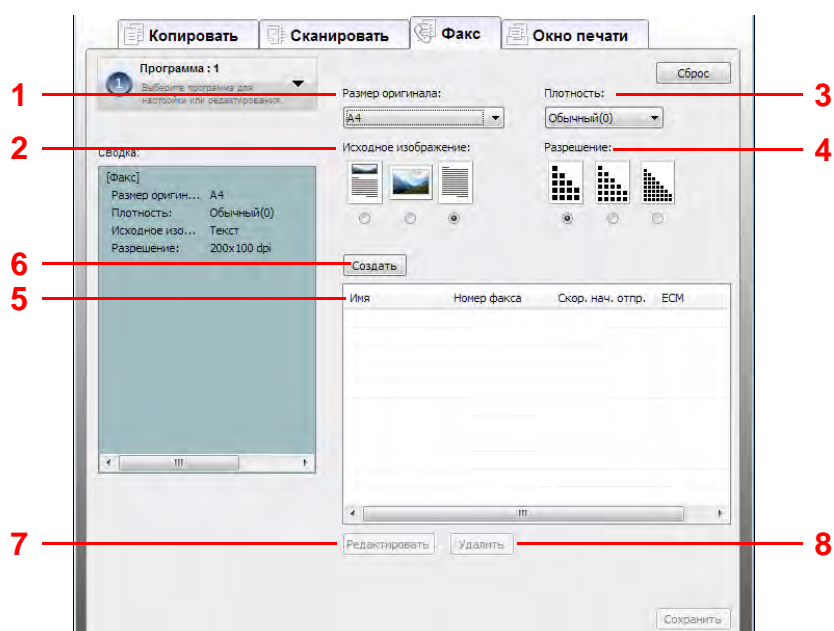 Копировать Сканировать Факс Окно печати
1 Программа : 1
Выберите программа для
настройки или редактирования.
Сброс
1 Размер оригинала: Плотность: 3
A4 Обычный(0)
2 Исходное изображение: Разрешение: 4
Сводка:
[Факс]
Размер оригин... A4
Плотность: Обычный(0)
Исходное изо... Текст
Разрешение: 200x100 dpi
6 Создать
5 Имя Номер факса Скор. нач. отпр. ECM
7 Редактировать Удалить 8
Сохранить